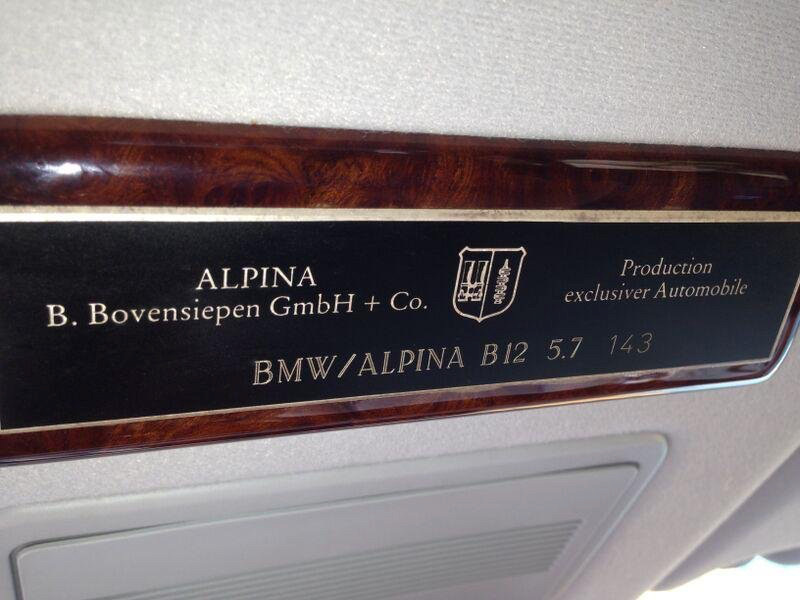 ALPINA
B. Bovensiepen GmbH + Co.
Production
exclusiver Automobile
BMW/ALPINA B12 5.7 143